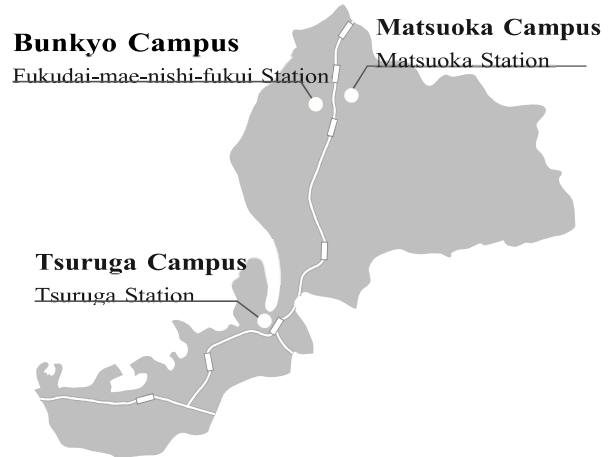 Bunkyo Campus
Fukudai-mae-nishi-fukui Station
Matsuoka Campus
Matsuoka Station
Tsuruga Campus
Tsuruga Station